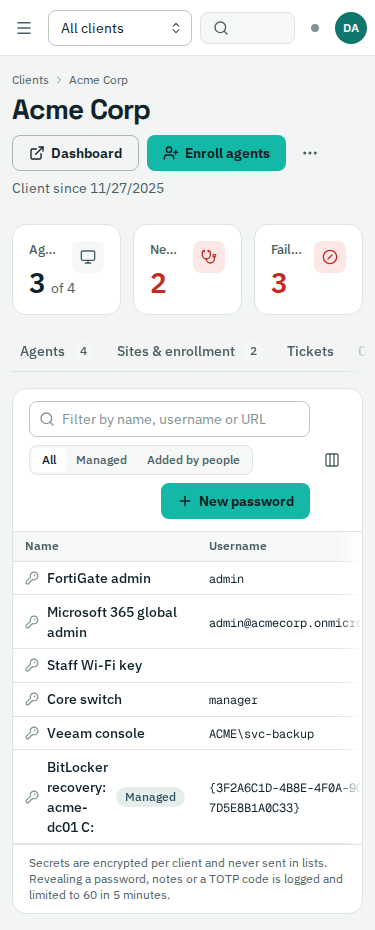 All clients
DA
Clients > Acme Corp
Acme Corp
Dashboard
Enroll agents
Client since 11/27/2025
Ag...
3 of 4
Ne...
2
Fail...
3
Agents 4
Sites & enrollment 2
Tickets
Filter by name, username or URL
All
Managed
Added by people
+ New password
Name
Username
FortiGate admin
admin
Microsoft 365 global
admin
admin@acmecorp.onmicro
Staff Wi-Fi key
Core switch
manager
Veeam console
ACME\svc-backup
BitLocker
recovery:
acme-
dc01 C:
Managed
{3F2A6C1D-4B8E-4F0A-9C
7D5E8B1A0C33}
Secrets are encrypted per client and never sent in lists.
Revealing a password, notes or a TOTP code is logged and
limited to 60 in 5 minutes.